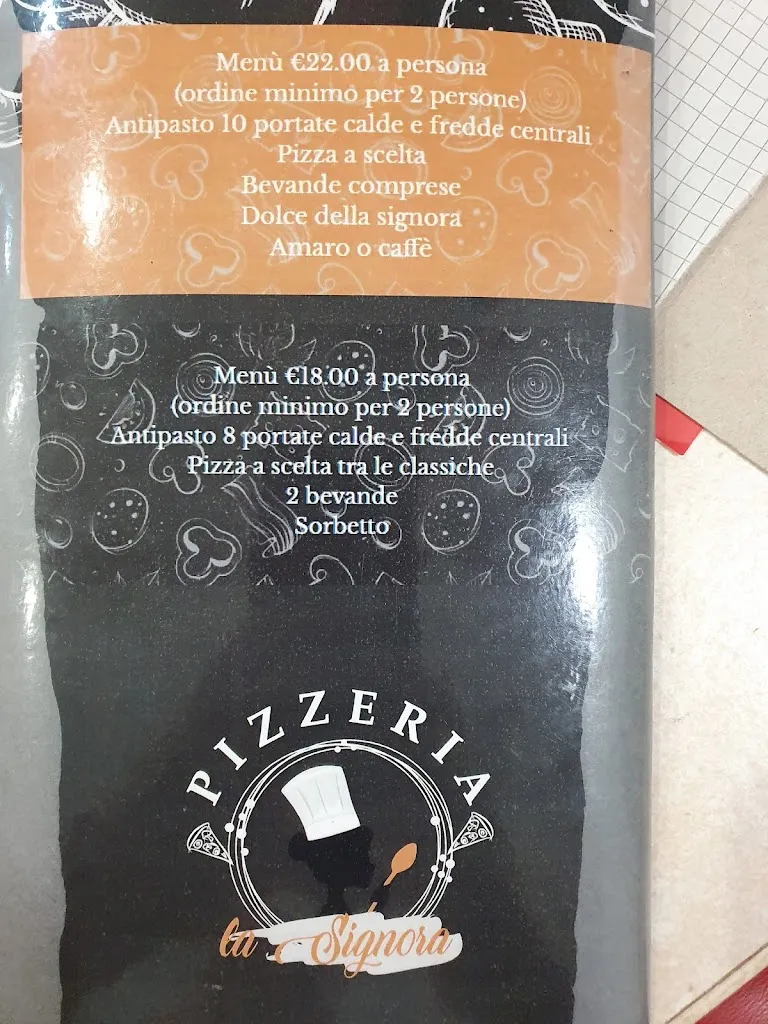 Menù €22.00 a persona
(ordine minimo per 2 persone)
Antipasto 10 portate calde e fredde centrali
Pizza a scelta
Bevande comprese
Dolce della signora
Amaro o caffè
Menù €18.00 a persona
(ordine minimo per 2 persone)
Antipasto 8 portate calde e fredde centrali
Pizza a scelta tra le classiche
2 bevande
Sorbetto
PIZZERIA
la Signora